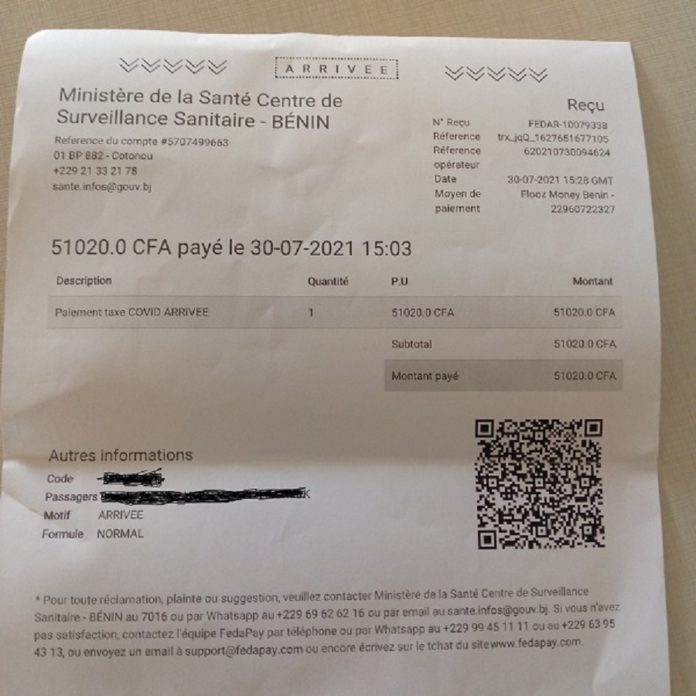 ARRIVEE
Ministère de la Santé Centre de
Surveillance Sanitaire - BÉNIN
Reference du compte #5707499663
01 BP 882 - Cotonou
+229 21 33 21 78
sante.infos@gouv.bj
Reçu
N° Reçu FEDAR-10079338
Référence trx_jqQ_1627651677105
Référence 620210730094624
opérateur
Date 30-07-2021 15:28 GMT
Moyen de Flooz Money Benin -
paiement 22960722327
51020.0 CFA payé le 30-07-2021 15:03
Description Quantité P.U Montant
Paiement taxe COVID ARRIVEE 1 51020.0 CFA 51020.0 CFA
Subtotal 51020.0 CFA
Montant payé 51020.0 CFA
Autres informations
Code
Passagers K
Motif ARRIVEE
Formule NORMAL
* Pour toute réclamation, plainte ou suggestion, veuillez contacter Ministère de la Santé Centre de Surveillance
Sanitaire - BÉNIN au 7016 ou par Whatsapp au +229 69 62 62 16 ou par email au sante.infos@gouv.bj. Si vous n'avez
pas satisfaction, contactez l'équipe FedaPay par téléphone ou par Whatsapp au +229 99 45 11 11 ou au +229 63 95
43 13, ou envoyez un email à support@fedapay.com ou encore écrivez sur le tchat du site www.fedapay.com.